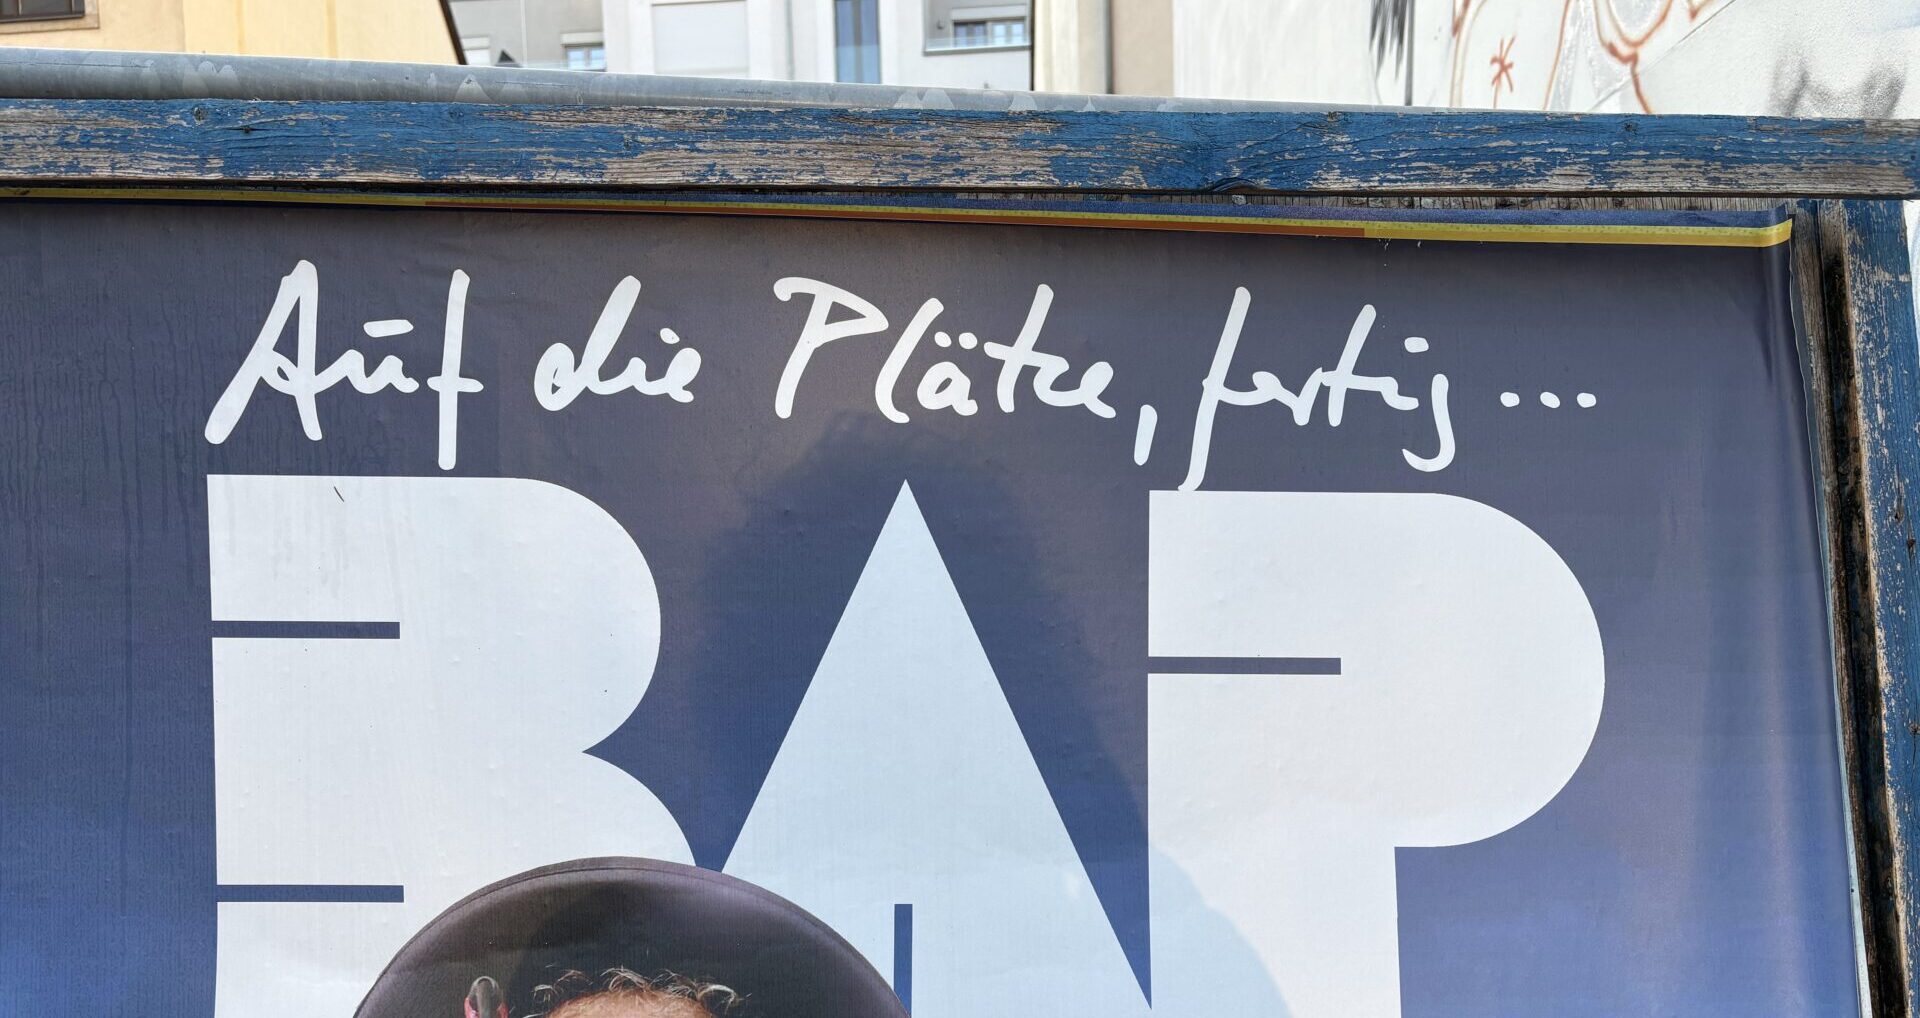 Auf die Plätze, fertig...
BAP